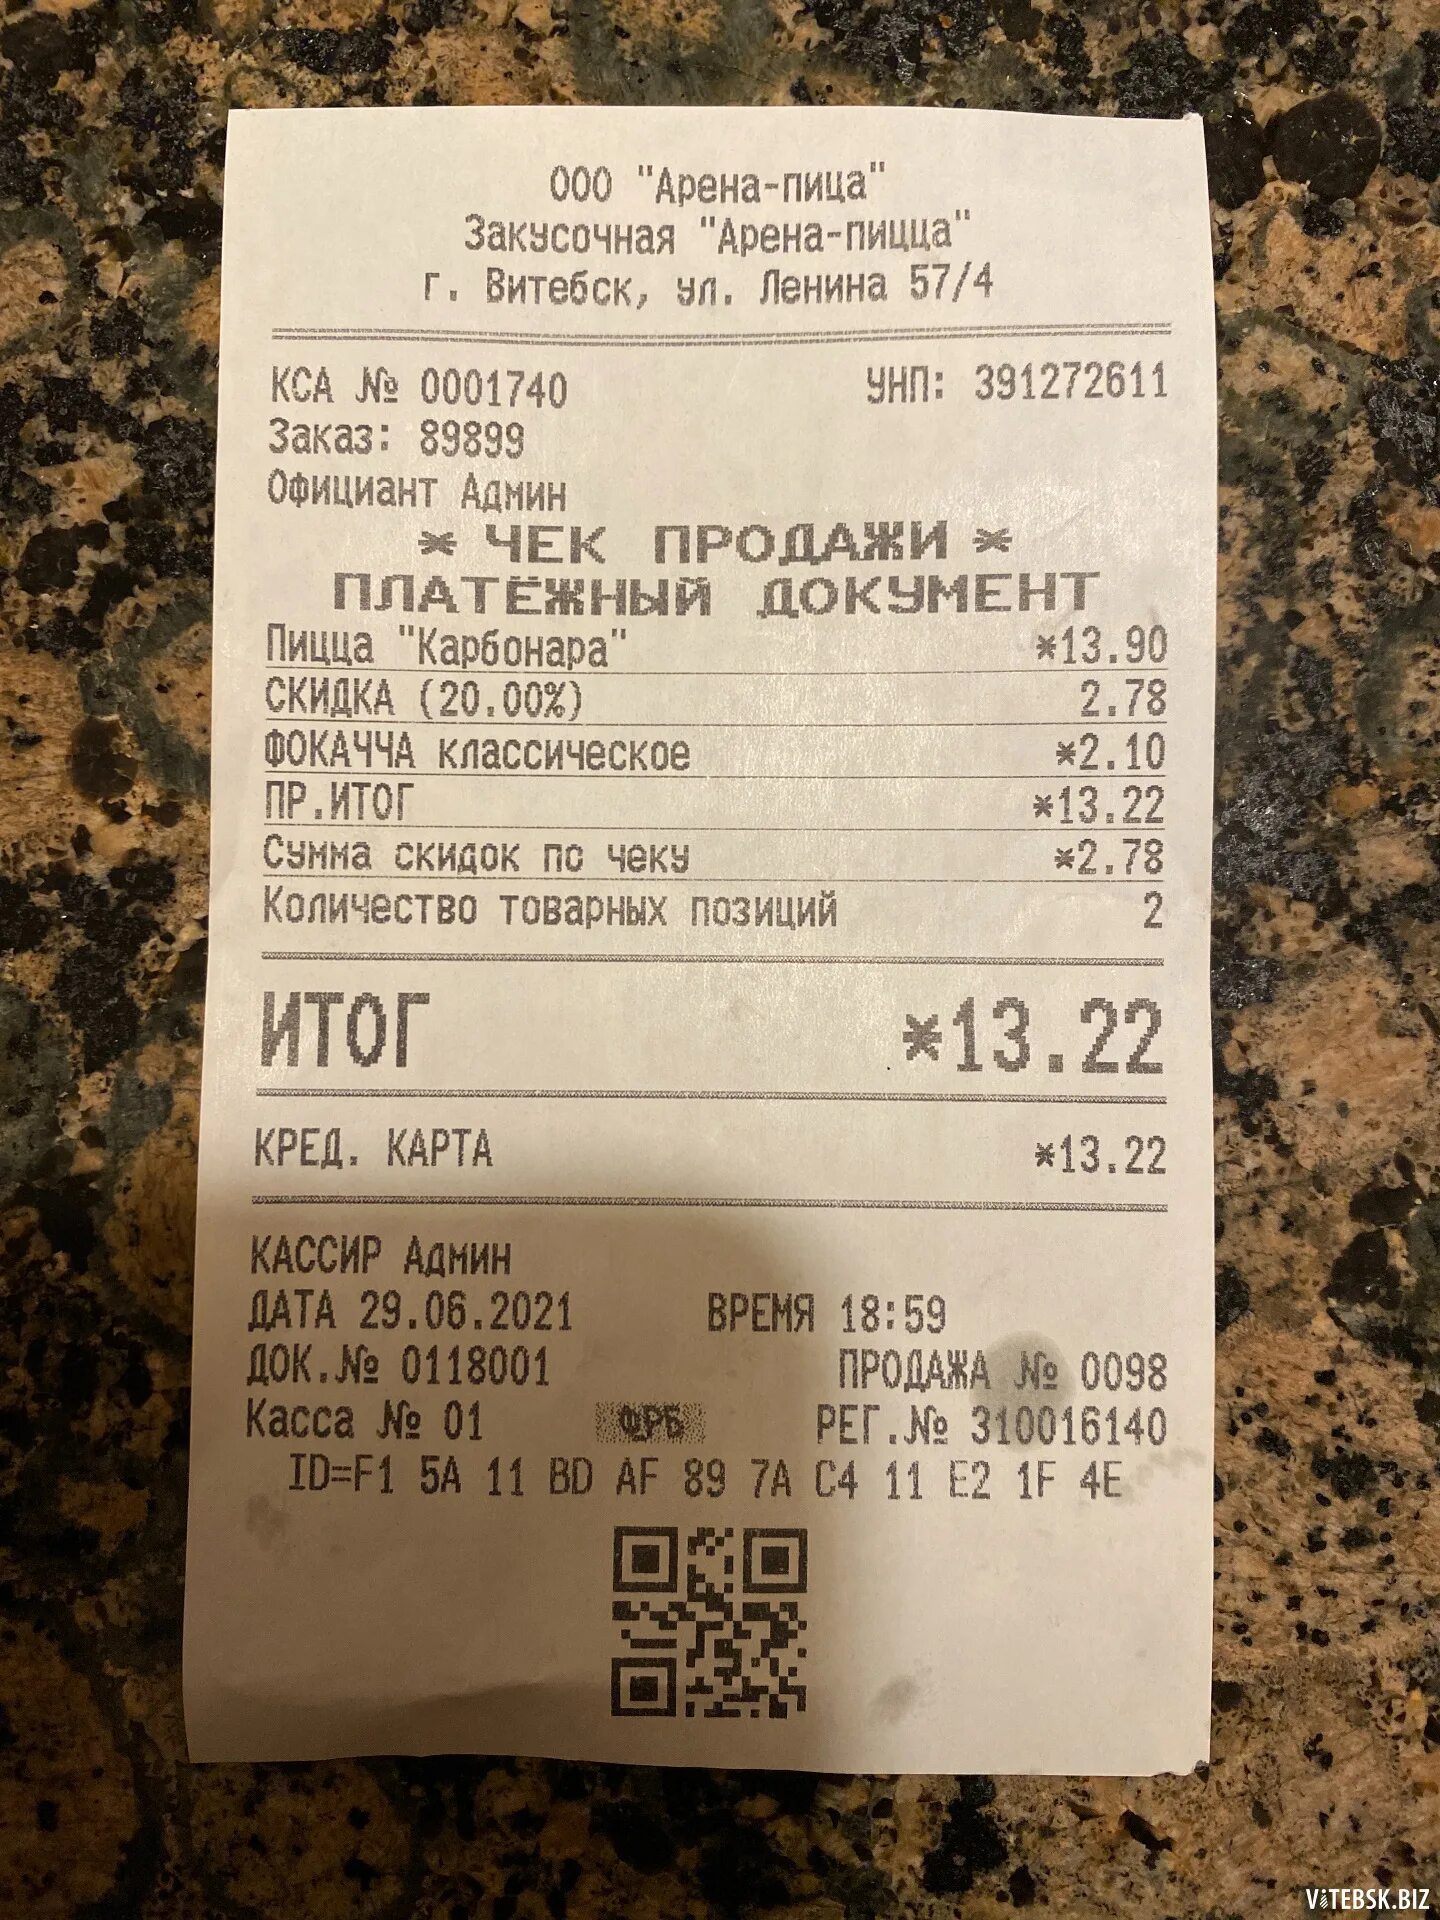 ООО "Арена-пица"
Закусочная "Арена-пицца"
г. Витебск, ул. Ленина 57/4
КСА № 0001740 УНП: 391272611
Заказ: 89899
Официант Админ
* ЧЕК ПРОДАЖИ *
ПЛАТЁЖНЫЙ ДОКУМЕНТ
Пицца "Карбонара" *13.90
СКИДКА (20.00%) 2.78
ФОКАЧЧА классическое *2.10
ПР.ИТОГ *13.22
Сумма скидок по чеку *2.78
Количество товарных позиций 2
ИТОГ *13.22
КРЕД. КАРТА *13.22
КАССИР Админ
ДАТА 29.06.2021 ВРЕМЯ 18:59
ДОК.№ 0118001 ПРОДАЖА № 0098
Касса № 01 ФРБ РЕГ.№ 310016140
ID=F1 5A 11 BD AF 89 7A C4 11 E2 1F 4E
VITEBSK.BIZ